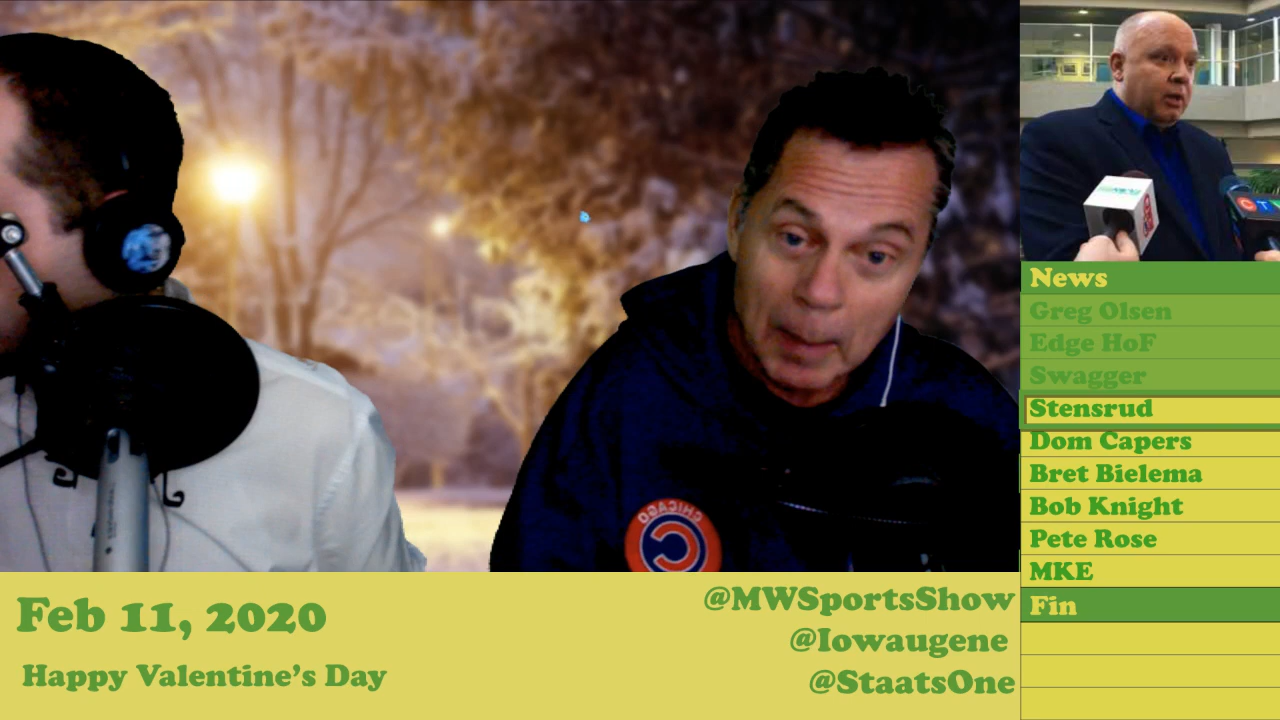 News
Greg Olsen
Edge HoF
Swagger
Stensrud
Dom Capers
Bret Bielema
Bob Knight
Pete Rose
MKE
Fin
CHICAGO
Feb 11, 2020
Happy Valentine's Day
@MWSportsShow
@Iowaugene
@StaatsOne